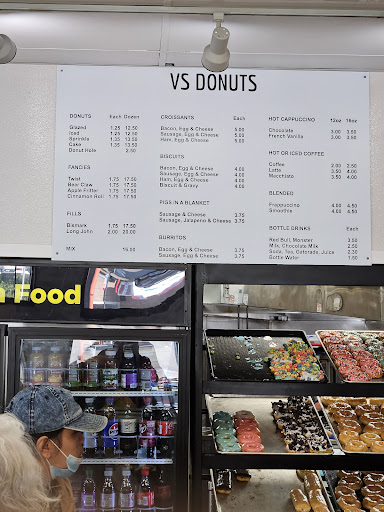 VS DONUTS
DONUTS Each Dozen
Glazed 1.25 12.50
Iced 1.25 12.50
Sprinkle 1.35 13.50
Cake 1.35 13.50
Donut Hole 2.50
FANCIES
Twist 1.75 17.50
Bear Claw 1.75 17.50
Apple Fritter 1.75 17.50
Cinnamon Roll 1.75 17.50
FILLS
Bismark 1.75 17.50
Long John 2.00 20.00
MIX 15.00
CROISSANTS
Bacon, Egg & Cheese 5.00
Sausage, Egg & Cheese 5.00
Ham, Egg & Cheese 5.00
BISCUITS
Bacon, Egg & Cheese 4.00
Sausage, Egg & Cheese 4.00
Ham, Egg & Cheese 4.00
Biscuit & Gravy 4.00
PIGS IN A BLANKET
Sausage & Cheese 3.75
Sausage, Jalapeno & Cheese 3.75
BURRITOS
Bacon, Egg & Cheese 3.75
Sausage, Egg & Cheese 3.75
HOT CAPPUCCINO 12oz 16oz
Chocolate 3.00 3.50
French Vanilla 3.00 3.50
HOT OR ICED COFFEE
Coffee 2.00 2.50
Latte 3.50 4.00
Macchiato 3.50 4.00
BLENDED
Frappuccino 4.00 4.50
Smoothie 4.00 4.50
BOTTLE DRINKS Each
Red Bull, Monster 3.50
Milk, Chocolate Milk 2.50
Soda, Tea, Gatorade, Juice 2.50
Bottle Water 1.50
Food